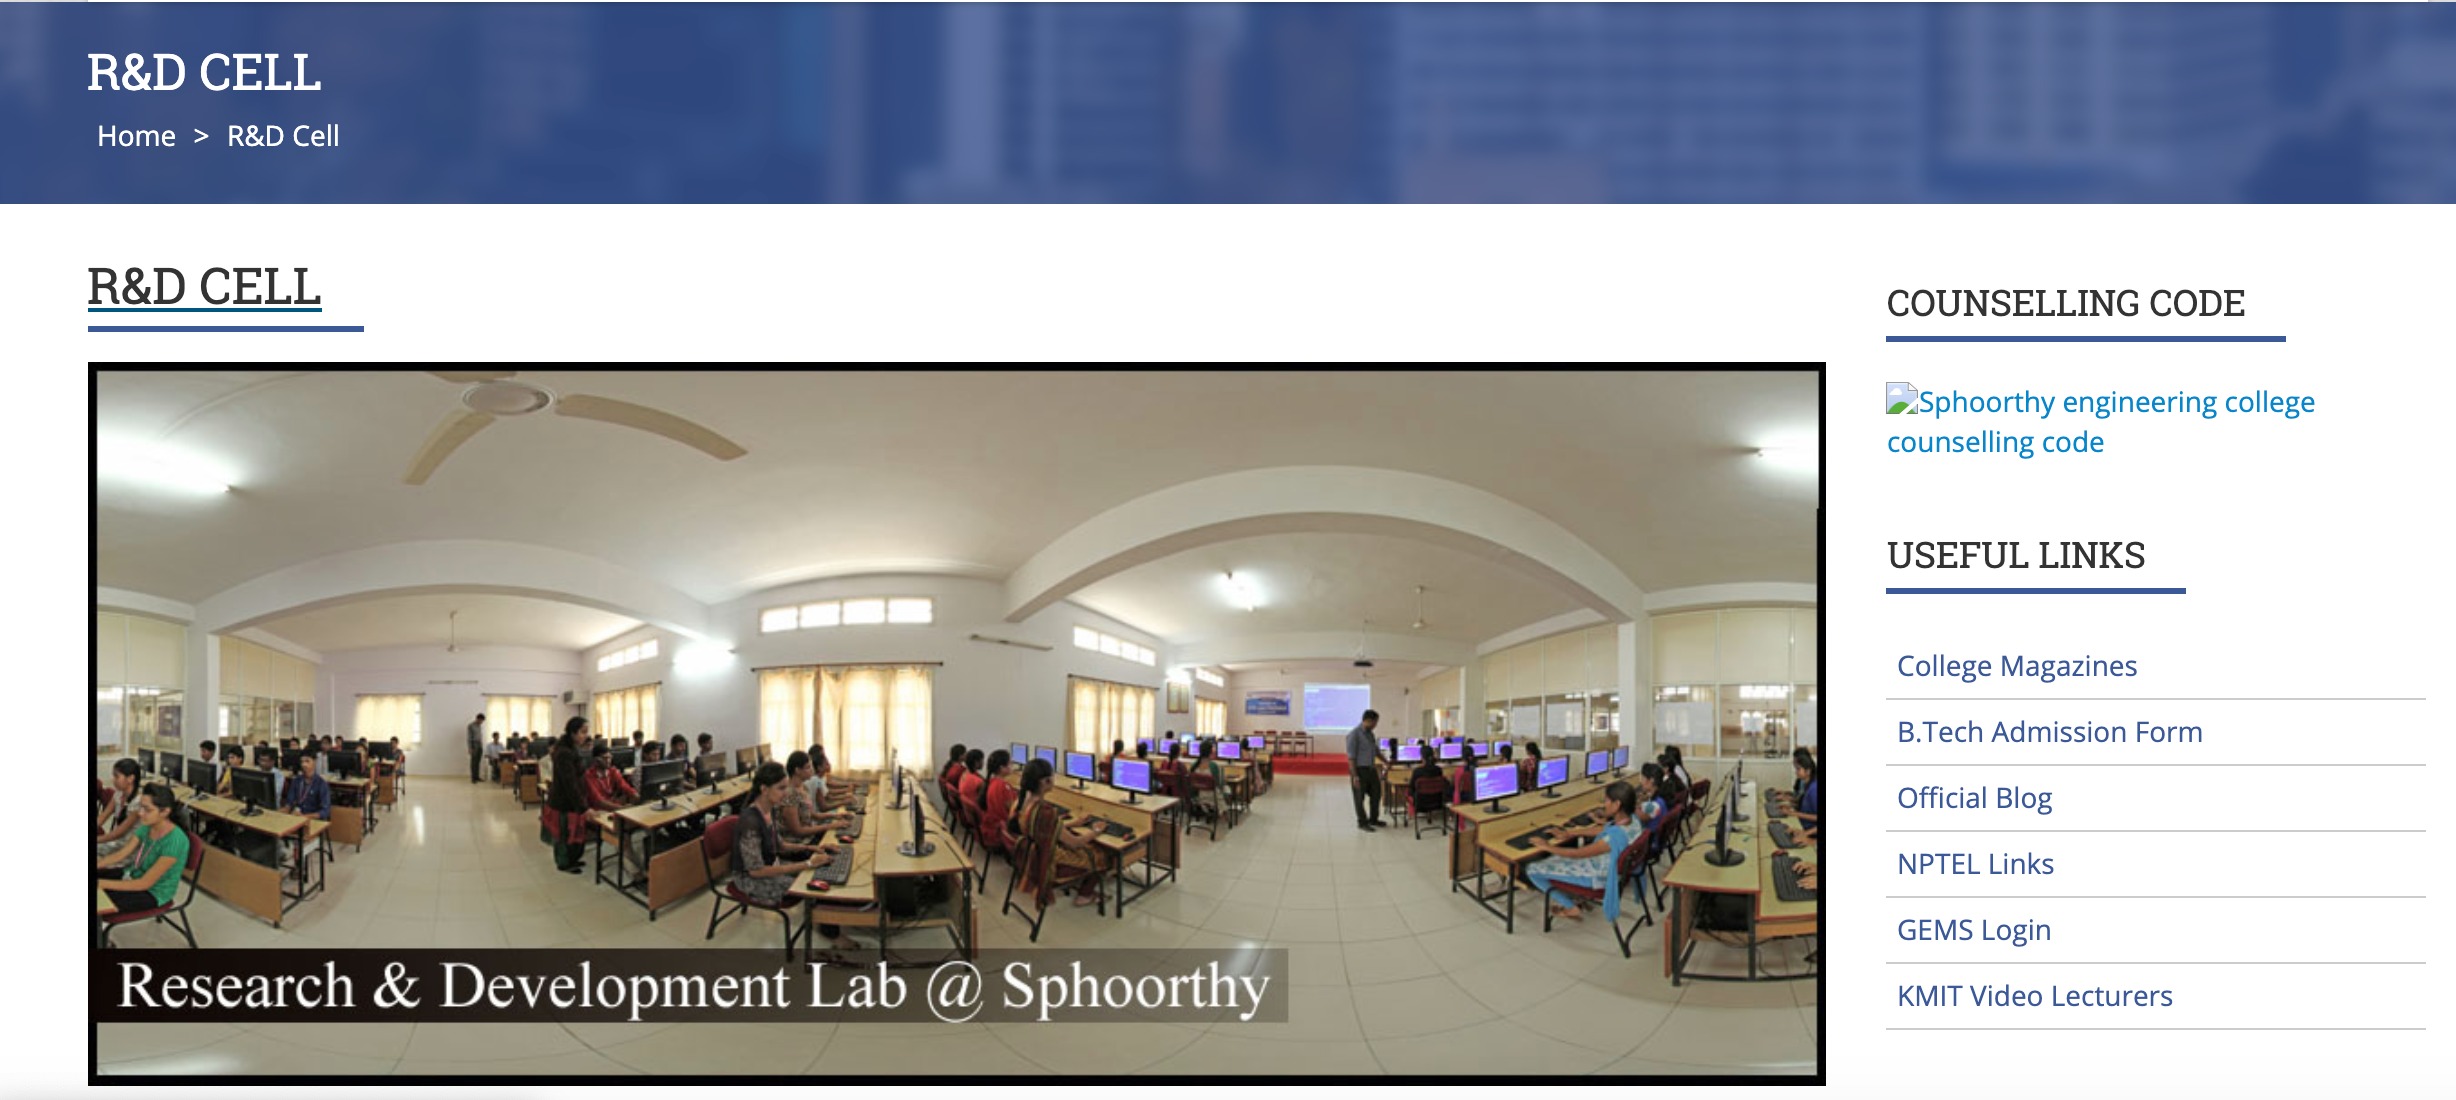 R&D CELL
Home > R&D Cell
R&D CELL
Research & Development Lab @ Sphoorthy
COUNSELLING CODE
Sphoorthy engineering college
counselling code
USEFUL LINKS
College Magazines
B.Tech Admission Form
Official Blog
NPTEL Links
GEMS Login
KMIT Video Lecturers